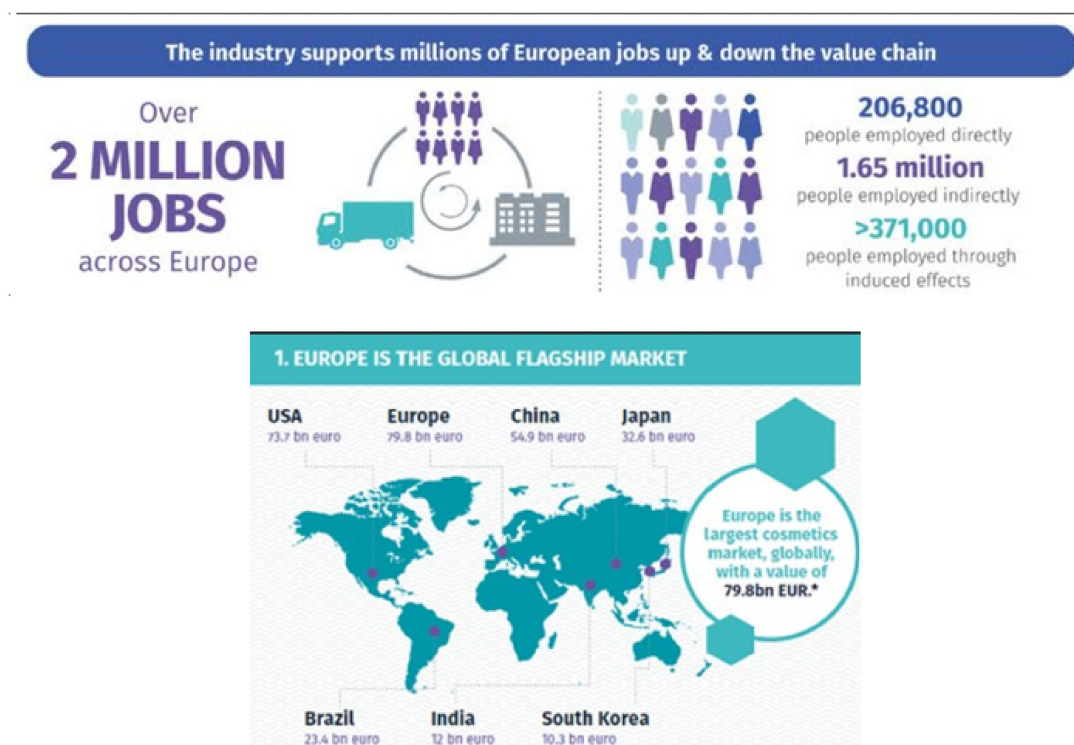 The industry supports millions of European jobs up & down the value chain
Over
2 MILLION
JOBS
across Europe
206,800
people employed directly
1.65 million
people employed indirectly
>371,000
people employed through
induced effects
1. EUROPE IS THE GLOBAL FLAGSHIP MARKET
USA
73.7 bn euro
Europe
79.8 bn euro
China
54.9 bn euro
Japan
32.6 bn euro
Europe is the
largest cosmetics
market, globally,
with a value of
79.8bn EUR.*
Brazil
23.4 bn euro
India
12 bn euro
South Korea
10.3 bn euro